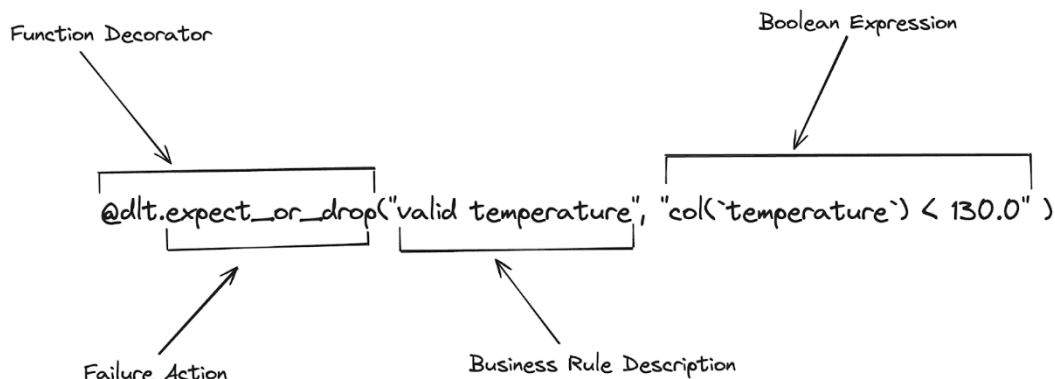 Function Decorator
Boolean Expression
@dlt.expect_or_drop("valid temperature", "col(`temperature`) < 130.0" )
Failure Action
Business Rule Description